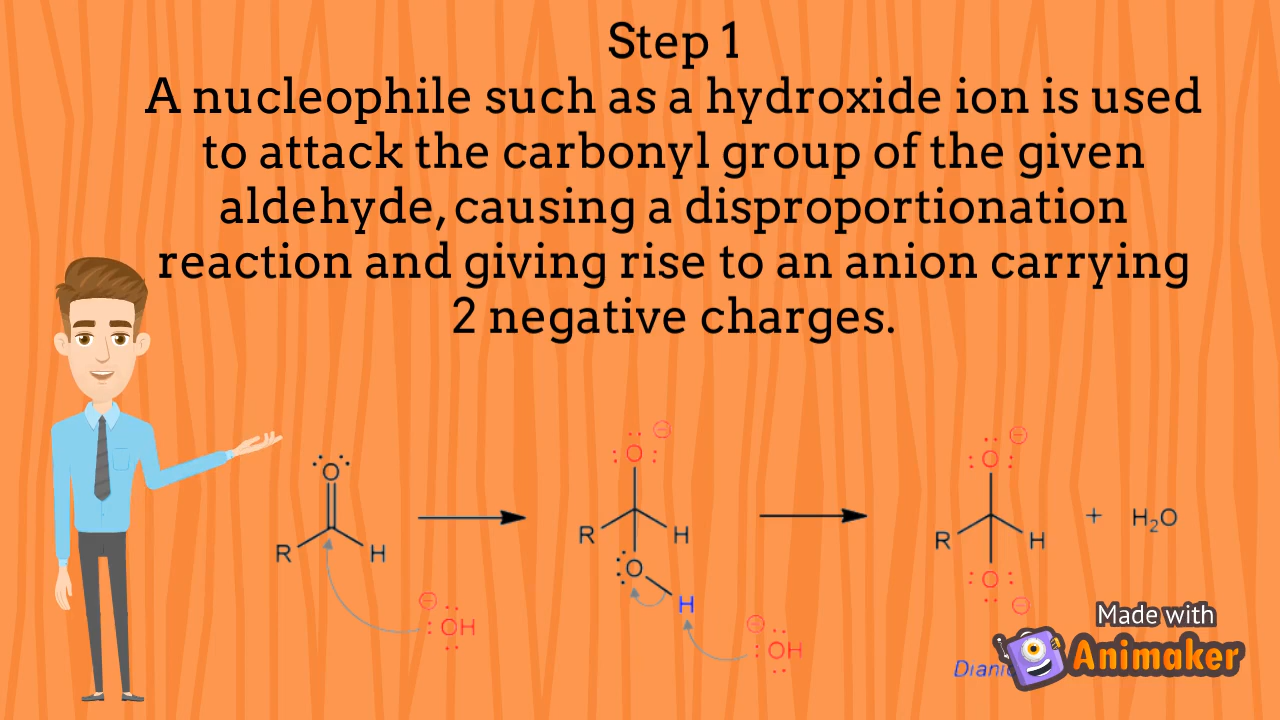 Step 1
A nucleophile such as a hydroxide ion is used
to attack the carbonyl group of the given
aldehyde, causing a disproportionation
reaction and giving rise to an anion carrying
2 negative charges.
O
R
H
⊖
:OH
⊖
:O:
R
H
O
H
⊖
:OH
⊖
:O:
R
H
:O:
⊖
+ H₂O
Made with
Animaker